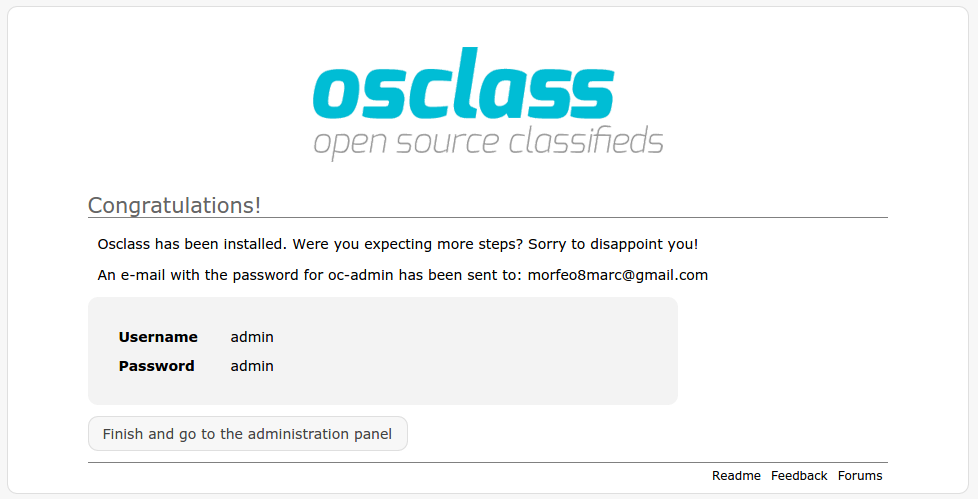 osclass
open source classifieds
Congratulations!
Osclass has been installed. Were you expecting more steps? Sorry to disappoint you!
An e-mail with the password for oc-admin has been sent to: morfeo8marc@gmail.com
Username admin
Password admin
Finish and go to the administration panel
Readme Feedback Forums